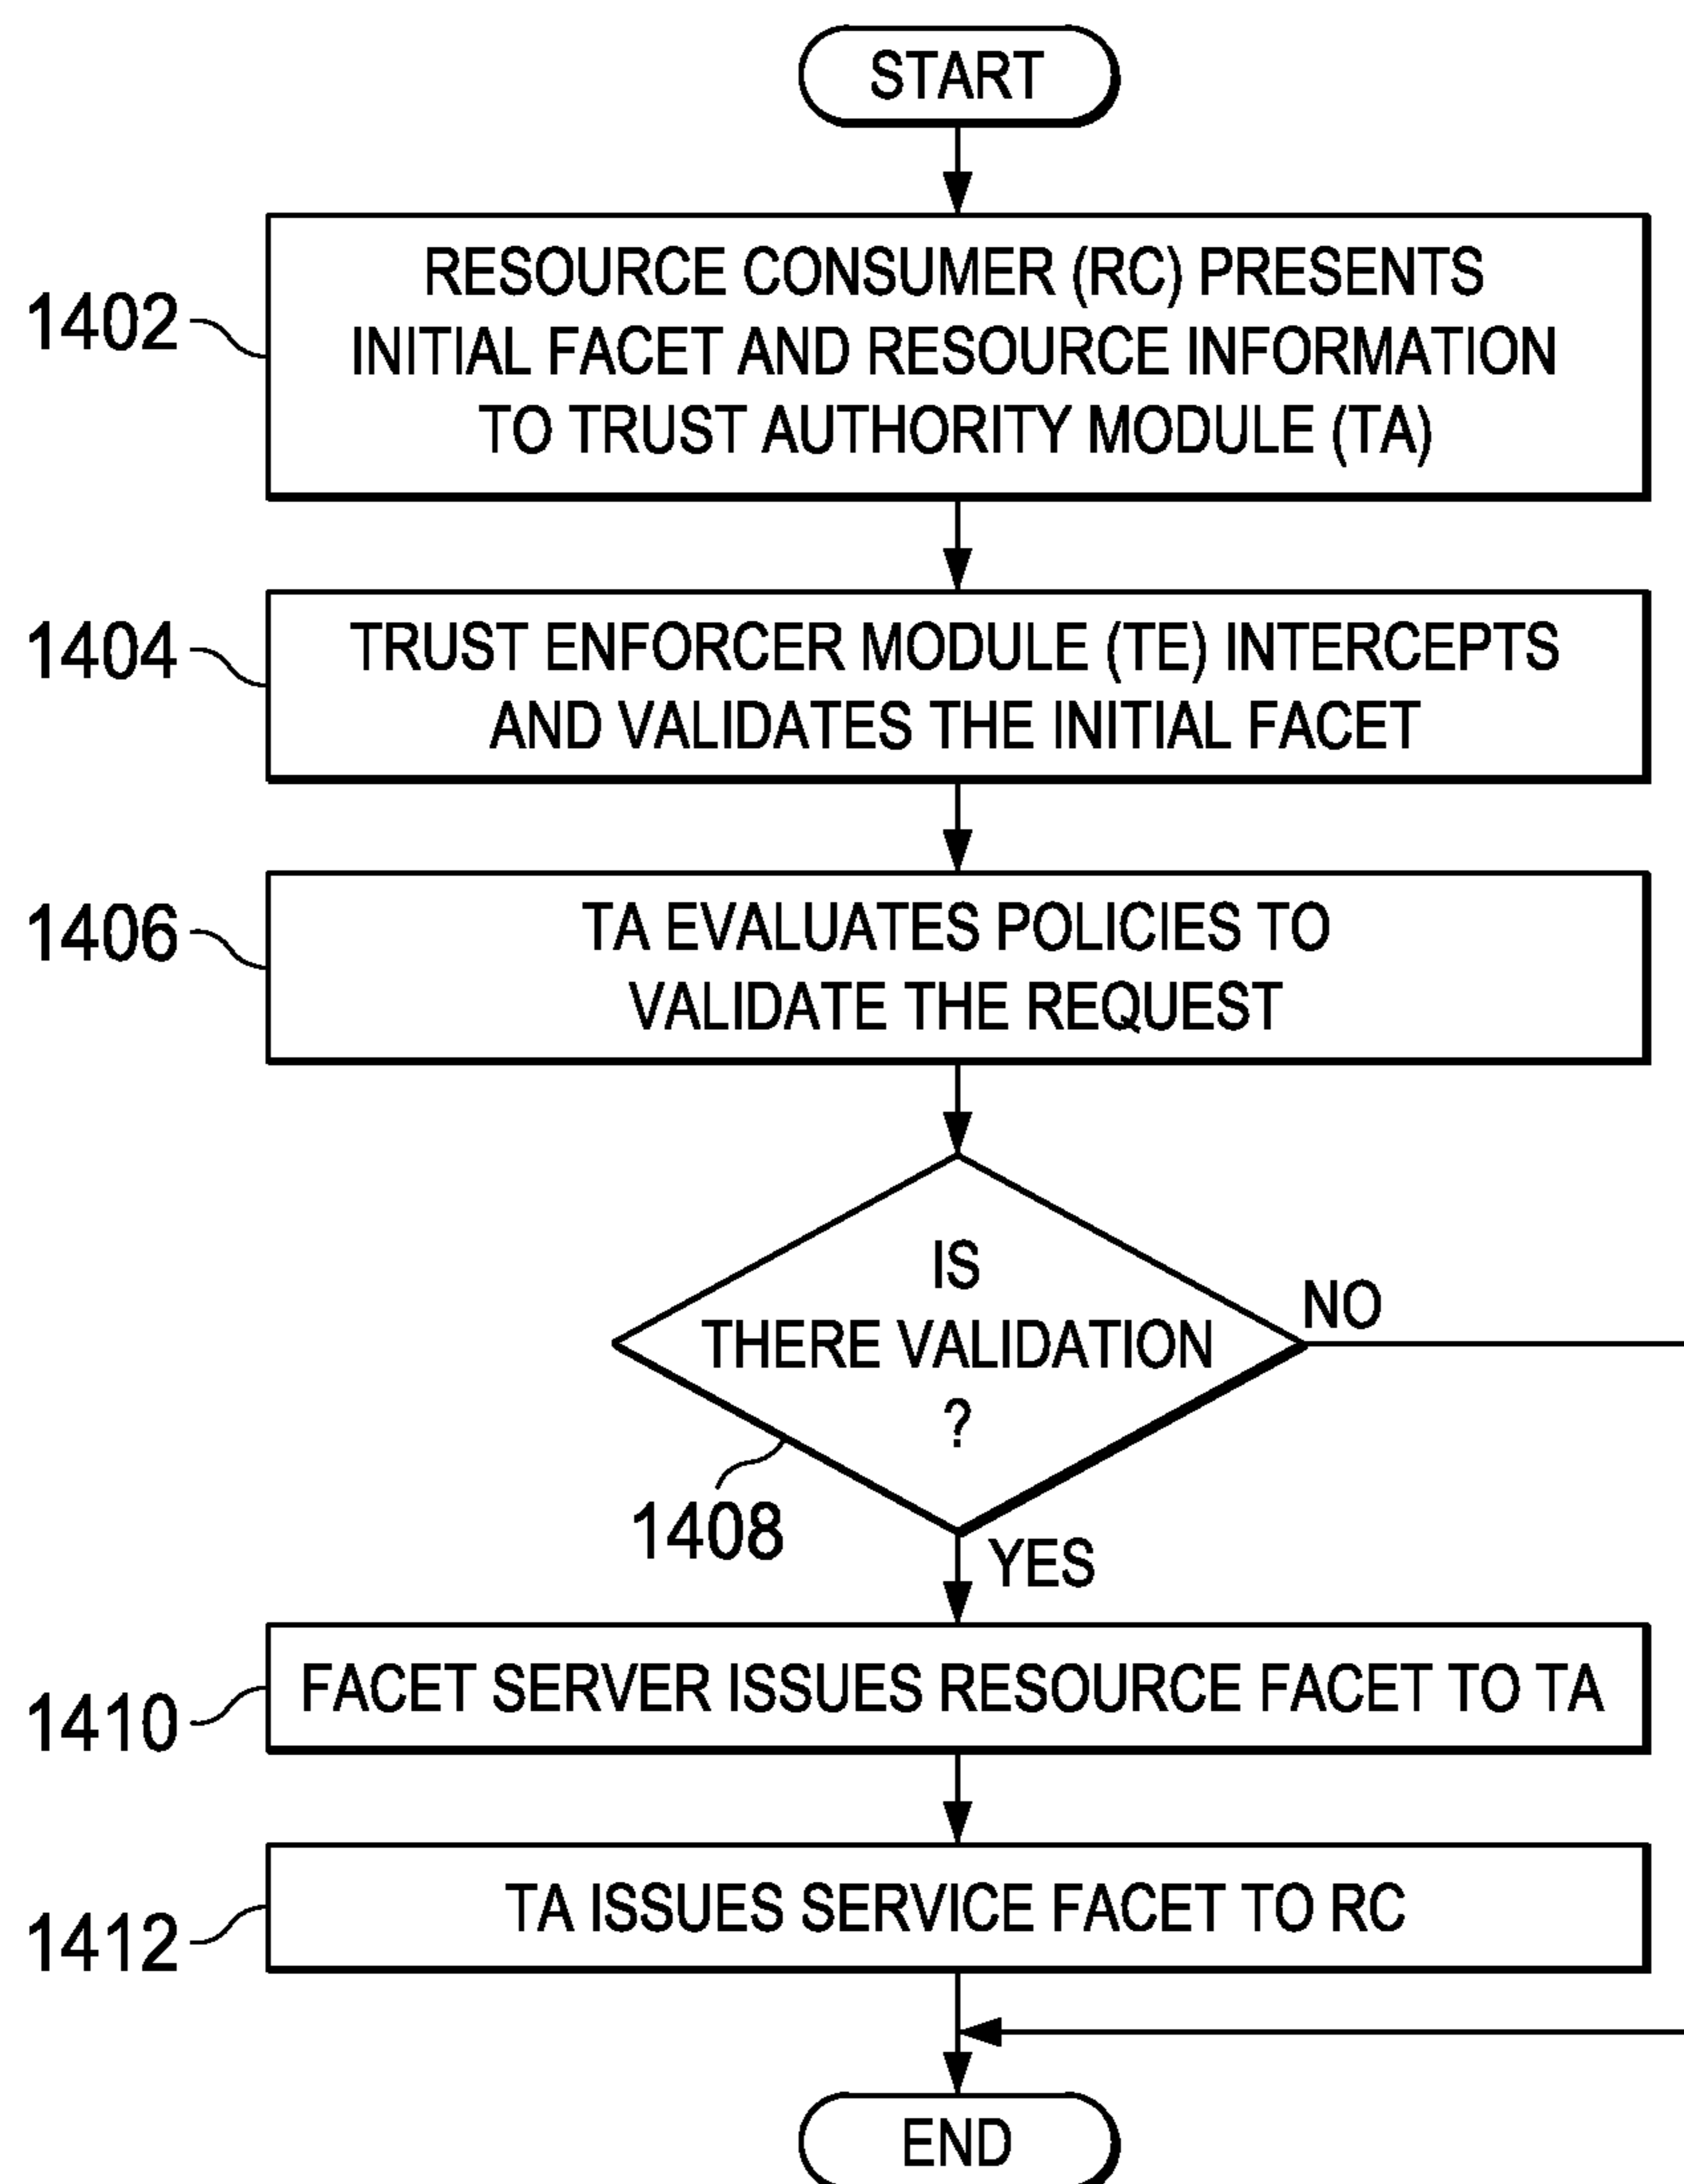 START
1402
RESOURCE CONSUMER (RC) PRESENTS
INITIAL FACET AND RESOURCE INFORMATION
TO TRUST AUTHORITY MODULE (TA)
1404
TRUST ENFORCER MODULE (TE) INTERCEPTS
AND VALIDATES THE INITIAL FACET
1406
TA EVALUATES POLICIES TO
VALIDATE THE REQUEST
IS
THERE VALIDATION
?
NO
1408
YES
1410
FACET SERVER ISSUES RESOURCE FACET TO TA
1412
TA ISSUES SERVICE FACET TO RC
END